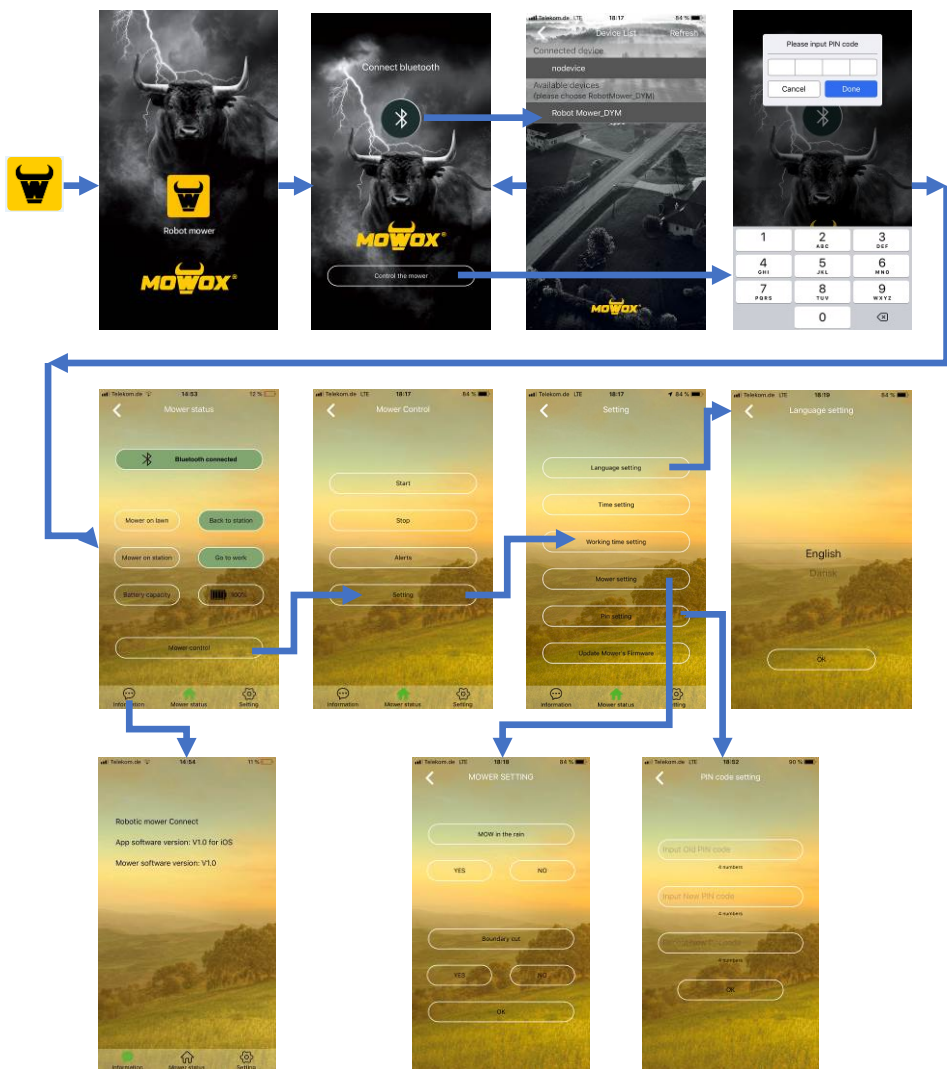 W
W
Robot mower
MOWOX®
Connect bluetooth
MOWOX®
Control the mower
Telekom.de LTE 18:17 84 %
Device List Refresh
Connected device
nodevice
Available devices
(please choose RobotMower_DYM)
Robot Mower_DYM
MOWOX
Please input PIN code
Cancel Done
1 2 3
ABC DEF
4 5 6
GHI JKL MNO
7 8 9
PQRS TUV WXYZ
0
Telekom.de 14:53 12 %
Mower status
Bluetooth connected
Mower on lawn Back to station
Mower on station Go to work
Battery capacity 100%
Mower control
Information Mower status Setting
Telekom.de LTE 18:17 84 %
Mower Control
Start
Stop
Alerts
Setting
Information Mower status Setting
Telekom.de LTE 18:17 84 %
Setting
Language setting
Time setting
Working time setting
Mower setting
Pin setting
Update Mower's Firmware
Information Mower status Setting
Telekom.de LTE 18:19 84 %
Language setting
English
Dansk
OK
Telekom.de 14:54 11 %
Robotic mower Connect
App software version: V1.0 for iOS
Mower software version: V1.0
Information Mower status Setting
Telekom.de LTE 18:18 84 %
MOWER SETTING
MOW in the rain
YES NO
Boundary cut
YES NO
OK
Telekom.de LTE 18:52 90 %
PIN code setting
Input Old PIN code
4 numbers
Input New PIN code
4 numbers
4 numbers
OK